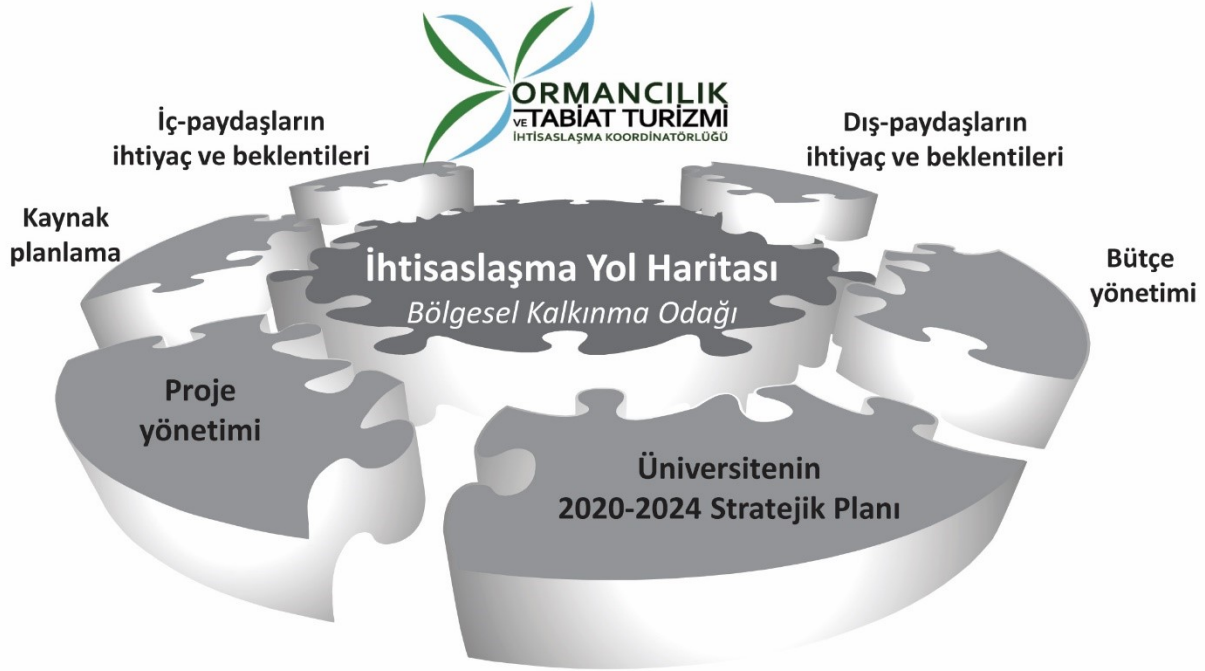 ORMANCILIK
VE TABİAT TURİZMİ
İHTİSASLAŞMA KOORDİNATÖRLÜĞÜ
İç-paydaşların
ihtiyaç ve beklentileri
Dış-paydaşların
ihtiyaç ve beklentileri
Kaynak
planlama
İhtisaslaşma Yol Haritası
Bölgesel Kalkınma Odağı
Bütçe
yönetimi
Proje
yönetimi
Üniversitenin
2020-2024 Stratejik Planı